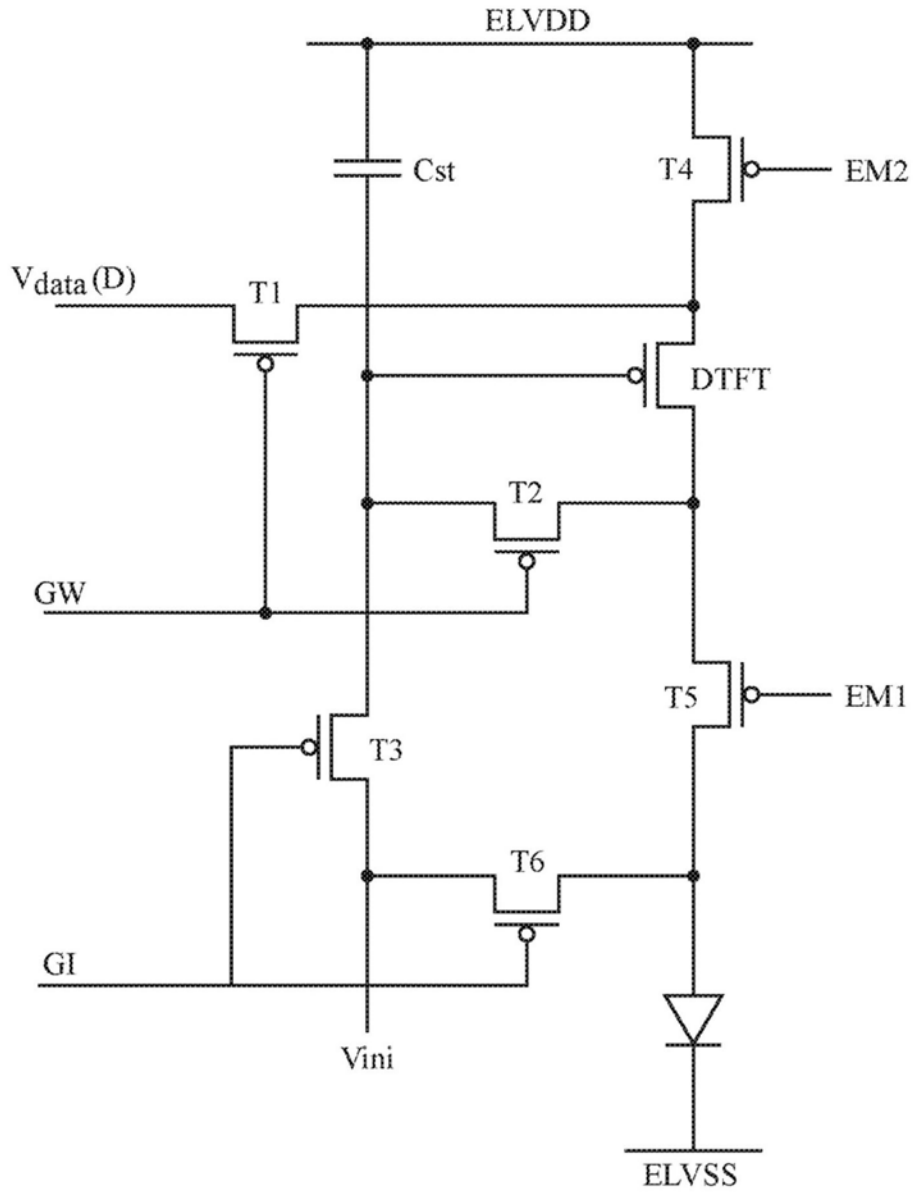 ELVDD
Cst
T4
EM2
Vdata (D)
T1
DTFT
T2
GW
T5
EM1
T3
T6
GI
Vini
ELVSS